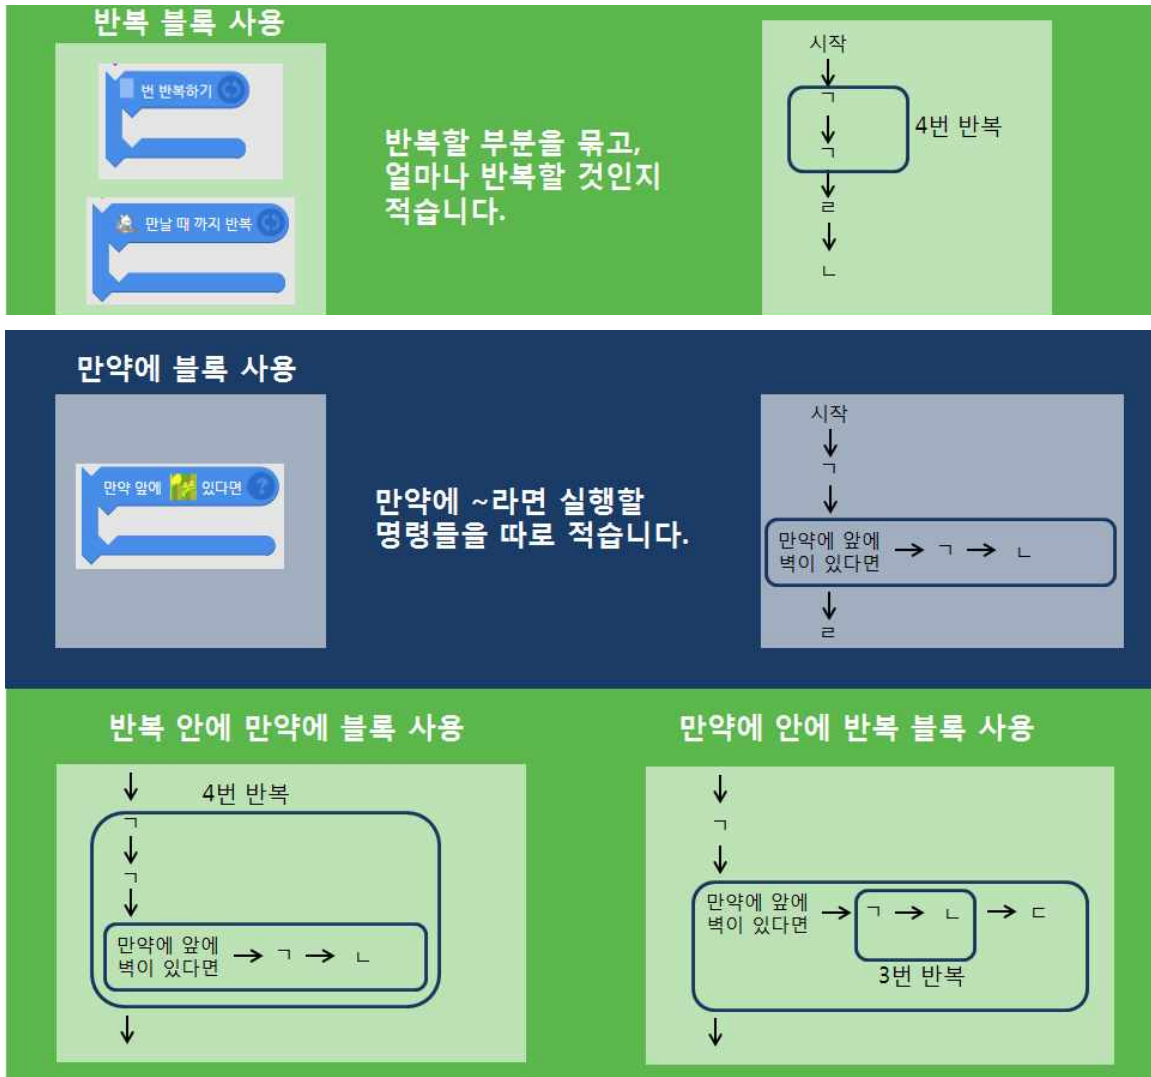 반복 블록 사용
번 반복하기
만날 때 까지 반복
반복할 부분을 묶고,
얼마나 반복할 것인지
적습니다.
시작
ㄱ
ㄱ
4번 반복
ㄹ
ㄴ
만약에 블록 사용
만약 앞에 있다면 ?
만약에 ~라면 실행할
명령들을 따로 적습니다.
시작
ㄱ
만약에 앞에
벽이 있다면 → ㄱ → ㄴ
ㄹ
반복 안에 만약에 블록 사용
4번 반복
ㄱ
ㄱ
만약에 앞에
벽이 있다면 → ㄱ → ㄴ
만약에 안에 반복 블록 사용
ㄱ
만약에 앞에
벽이 있다면 → ㄱ → ㄴ → ㄷ
3번 반복